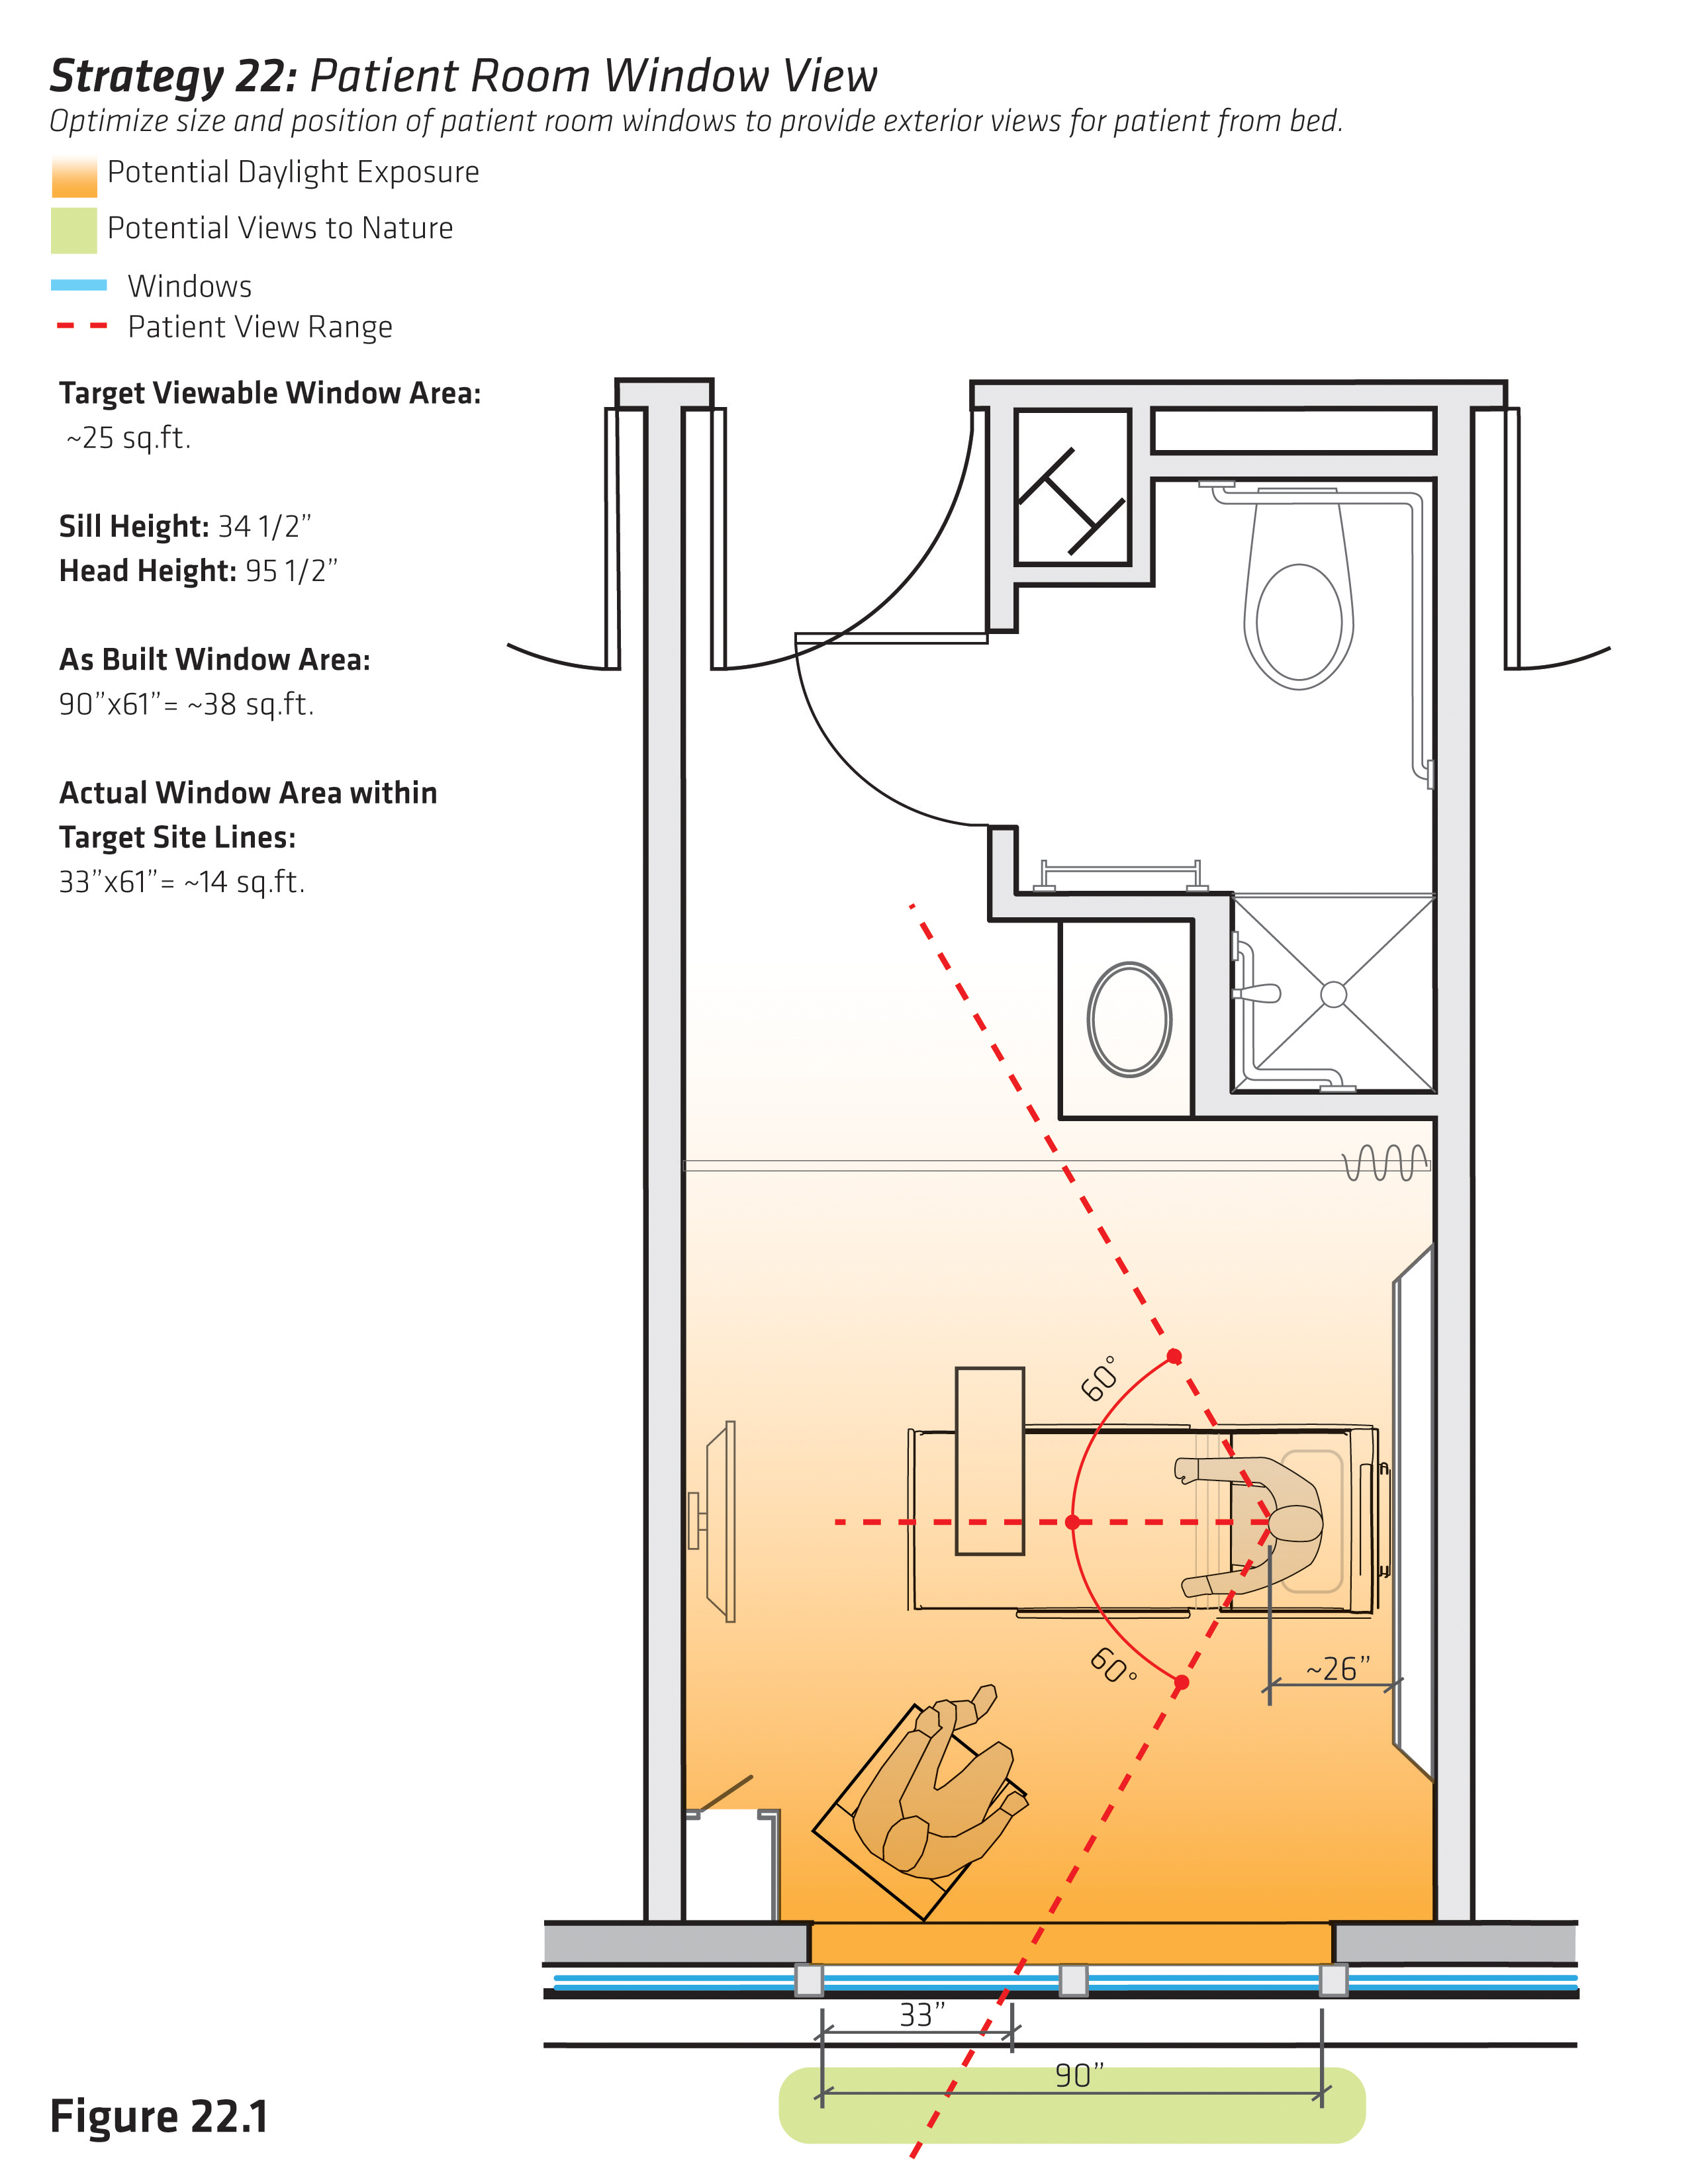 Strategy 22: Patient Room Window View
Optimize size and position of patient room windows to provide exterior views for patient from bed.
Potential Daylight Exposure
Potential Views to Nature
Windows
Patient View Range
Target Viewable Window Area:
~25 sq.ft.
Sill Height: 34 1/2”
Head Height: 95 1/2”
As Built Window Area:
90”x61”= ~38 sq.ft.
Actual Window Area within
Target Site Lines:
33”x61”= ~14 sq.ft.
60°
60°
~26”
33”
90”
Figure 22.1